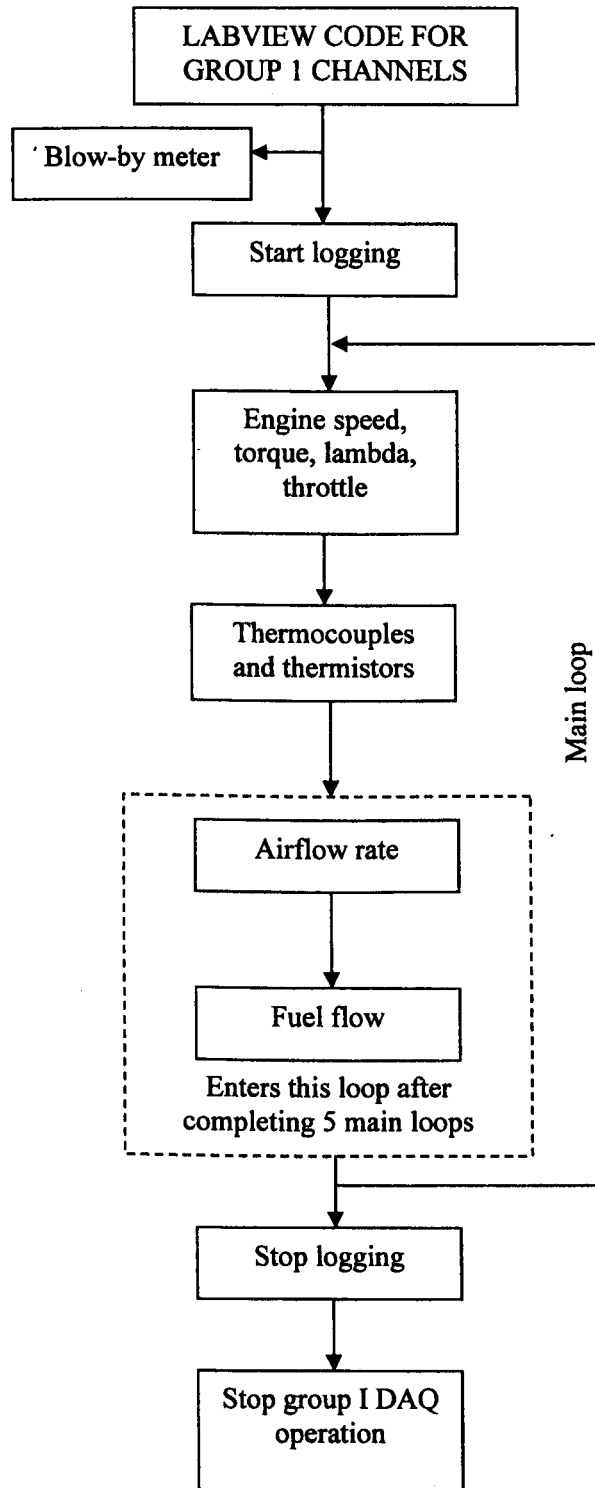 LABVIEW CODE FOR
GROUP 1 CHANNELS
Blow-by meter
Start logging
Engine speed,
torque, lambda,
throttle
Thermocouples
and thermistors
Main loop
Airflow rate
Fuel flow
Enters this loop after
completing 5 main loops
Stop logging
Stop group I DAQ
operation